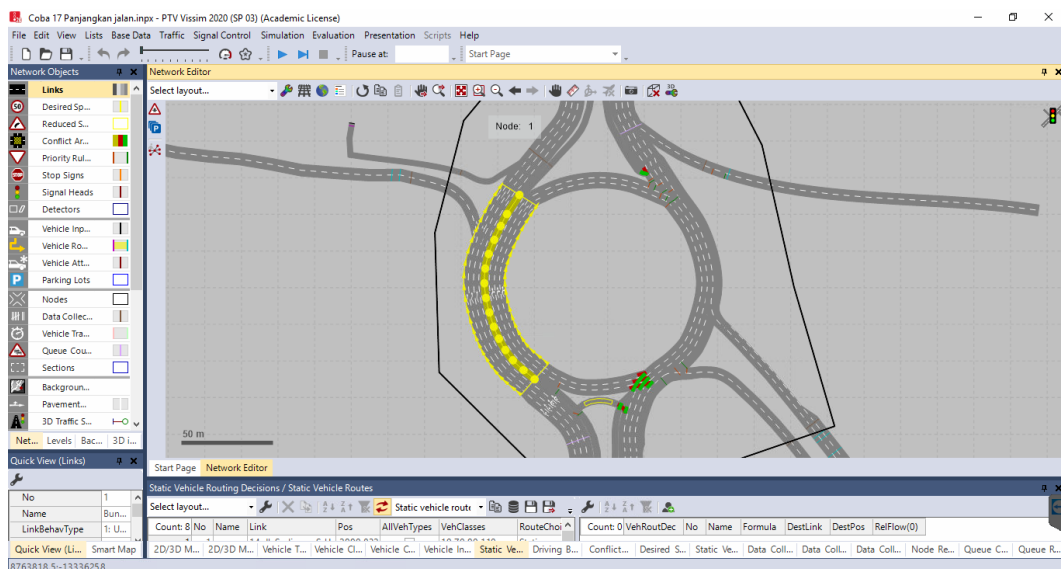 Coba 17 Panjangkan jalan.inpx - PTV Vissim 2020 (SP 03) (Academic License)
File Edit View Lists Base Data Traffic Signal Control Simulation Evaluation Presentation Scripts Help
Pause at: Start Page
Network Objects
Network Editor
Links
Select layout...
Desired Sp...
Reduced S...
Conflict Ar...
Priority Rul...
Stop Signs
Signal Heads
Detectors
Vehicle Inp...
Vehicle Ro...
Vehicle Att...
Parking Lots
Nodes
Data Collec...
Vehicle Tra...
Queue Cou...
Sections
Backgroun...
Pavement...
3D Traffic S...
Node: 1
50 m
Net... Levels Bac... 3D i...
Start Page Network Editor
Quick View (Links)
No 1
Name Bun...
LinkBehavType 1: U...
Quick View (Li... Smart Map
Static Vehicle Routing Decisions / Static Vehicle Routes
Select layout... Static vehicle route
Count: 8 No Name Link Pos AllVehTypes VehClasses RouteChoi
Count: 0 VehRoutDec No Name Formula DestLink DestPos RelFlow(0)
2D/3D M... 2D/3D M... Vehicle T... Vehicle Cl... Vehicle C... Vehicle In... Static Ve... Driving B... Conflict... Desired S... Static Ve... Data Coll... Data Coll... Data Coll... Node Re... Queue C... Queue R...
8763818.5:-1333625.8